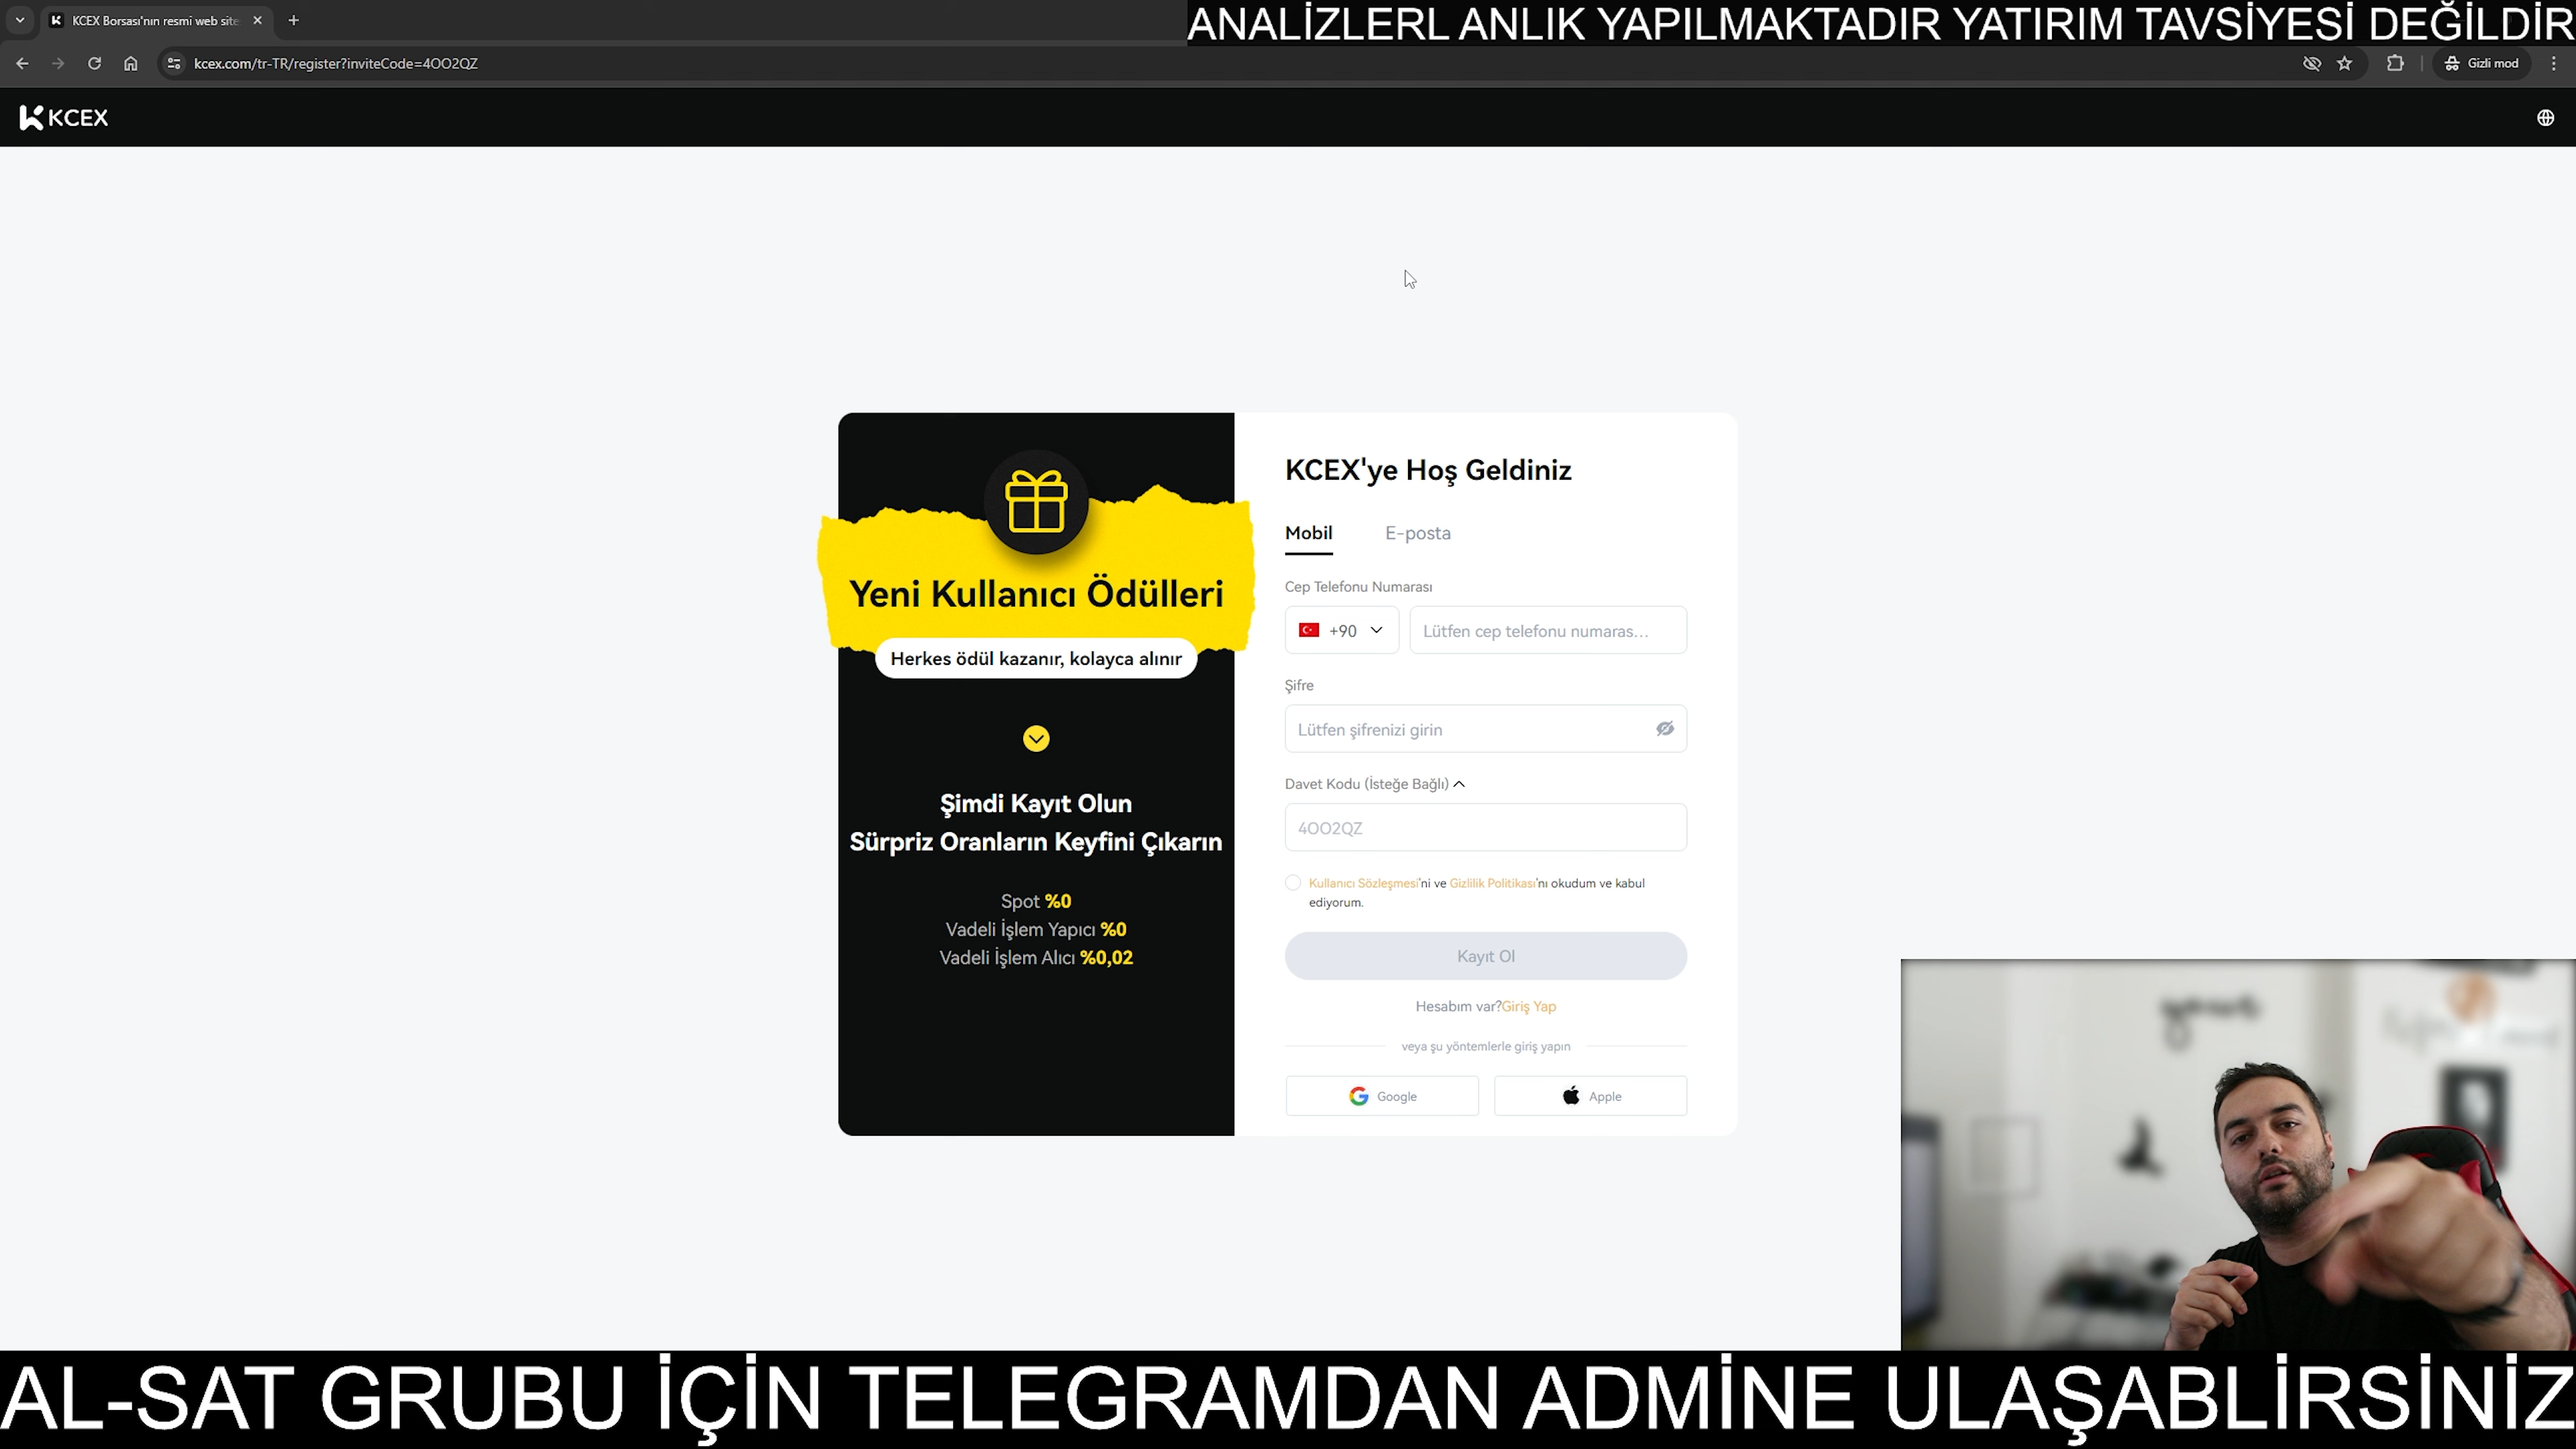 KCEX Borsası'nın resmi web site
ANALİZLERL ANLIK YAPILMAKTADIR YATIRIM TAVSİYESİ DEĞİLDİR
kcex.com/tr-TR/register?inviteCode=4OO2QZ
Gizli mod
KCEX
Yeni Kullanıcı Ödülleri
Herkes ödül kazanır, kolayca alınır
Şimdi Kayıt Olun
Sürpriz Oranların Keyfini Çıkarın
Spot %0
Vadeli İşlem Yapıcı %0
Vadeli İşlem Alıcı %0,02
KCEX'ye Hoş Geldiniz
Mobil E-posta
Cep Telefonu Numarası
+90 Lütfen cep telefonu numaras...
Şifre
Lütfen şifrenizi girin
Davet Kodu (İsteğe Bağlı)
4OO2QZ
Kullanıcı Sözleşmesi'ni ve Gizlilik Politikası'nı okudum ve kabul
ediyorum.
Kayıt Ol
Hesabım var?Giriş Yap
veya şu yöntemlerle giriş yapın
Google Apple
AL-SAT GRUBU İÇİN TELEGRAMDAN ADMİNE ULAŞABLİRSİNİZ